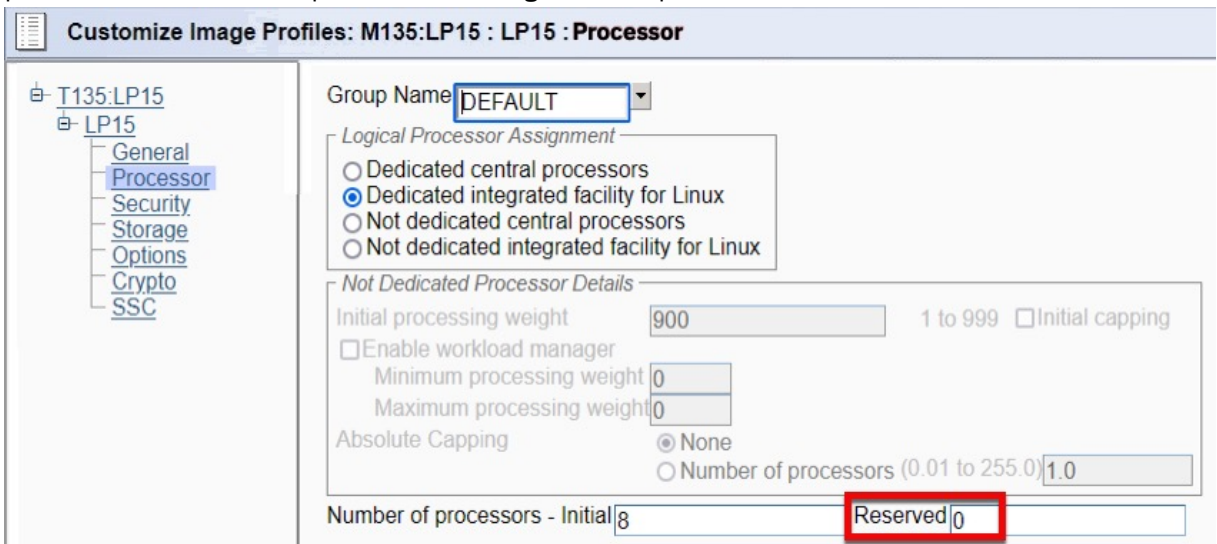 Customize Image Profiles: M135:LP15 : LP15 : Processor
T135:LP15
LP15
General
Processor
Security
Storage
Options
Crypto
SSC
Group Name DEFAULT
Logical Processor Assignment
Dedicated central processors
Dedicated integrated facility for Linux
Not dedicated central processors
Not dedicated integrated facility for Linux
Not Dedicated Processor Details
Initial processing weight 900 1 to 999 Initial capping
Enable workload manager
Minimum processing weight 0
Maximum processing weight 0
Absolute Capping None
Number of processors (0.01 to 255.0) 1.0
Number of processors - Initial 8 Reserved 0